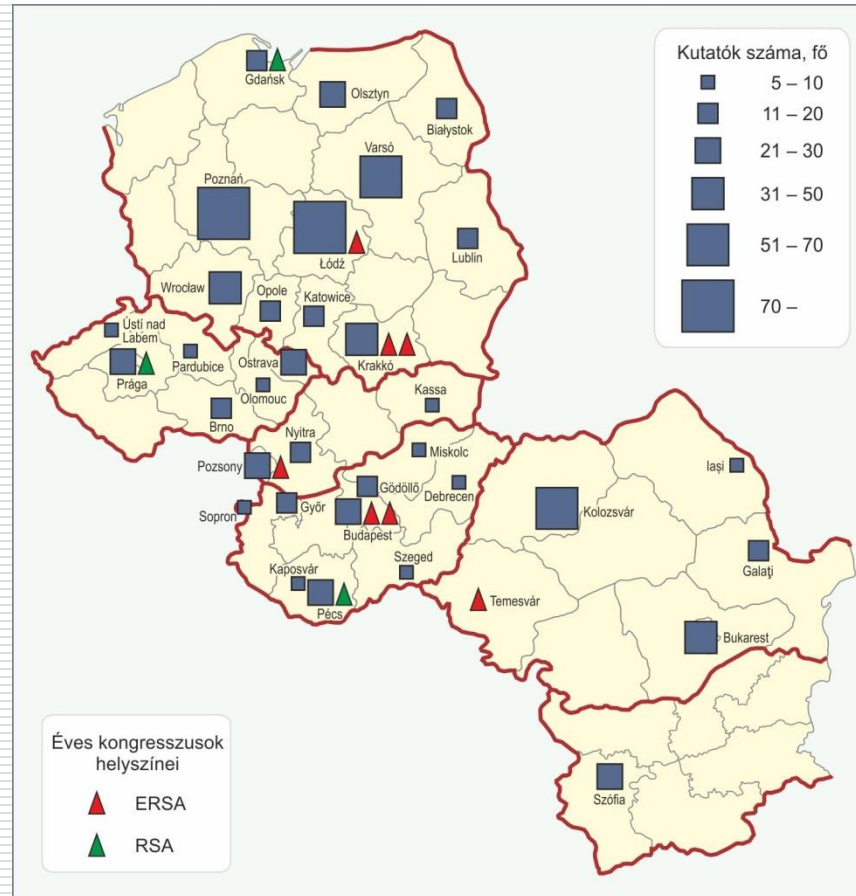 Gdańsk
Olsztyn
Białystok
Varsó
Poznań
Łódź
Lublin
Wrocław
Opole
Katowice
Krakkó
Ústí nad
Labem
Pardubice
Prága
Ostrava
Olomouc
Brno
Kassa
Nyitra
Pozsony
Miskolc
Gödöllő
Debrecen
Sopron
Győr
Budapest
Kaposvár
Szeged
Pécs
Kolozsvár
Iași
Galaţi
Temesvár
Bukarest
Szófia
Kutatók száma, fő
5 – 10
11 – 20
21 – 30
31 – 50
51 – 70
70 –
Éves kongresszusok
helyszínei
ERSA
RSA